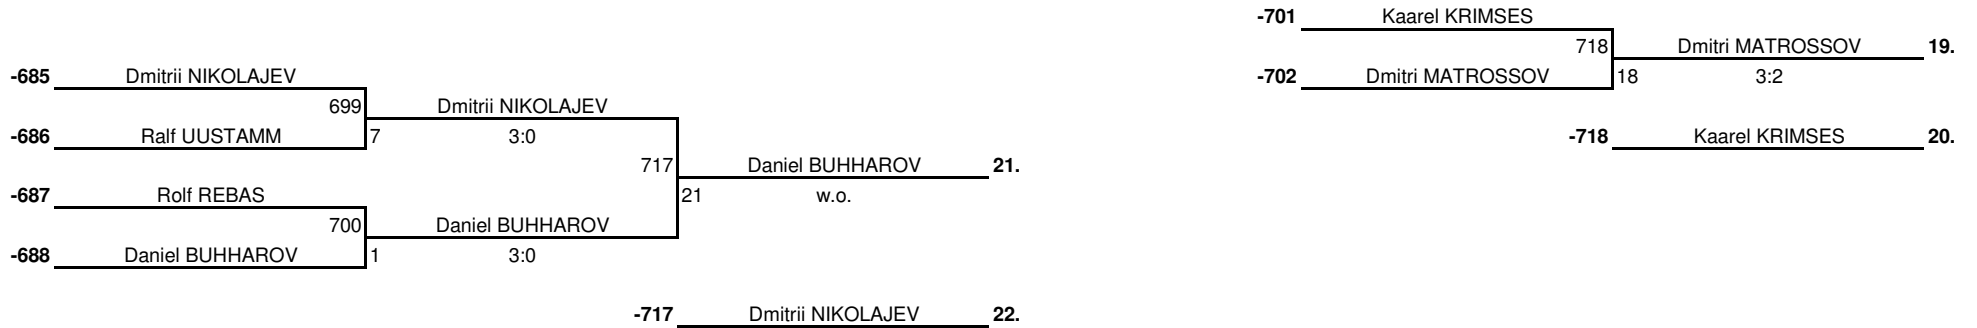 -701 Kaarel KRIMSES
718 Dmitri MATROSSOV 19.
-685 Dmitrii NIKOLAJEV
-702 Dmitri MATROSSOV 18 3:2
699 Dmitrii NIKOLAJEV
-686 Ralf UUSTAMM 7 3:0
-718 Kaarel KRIMSES 20.
717 Daniel BUHHAROV 21.
-687 Rolf REBAS
21 w.o.
700 Daniel BUHHAROV
-688 Daniel BUHHAROV 1 3:0
-717 Dmitrii NIKOLAJEV 22.